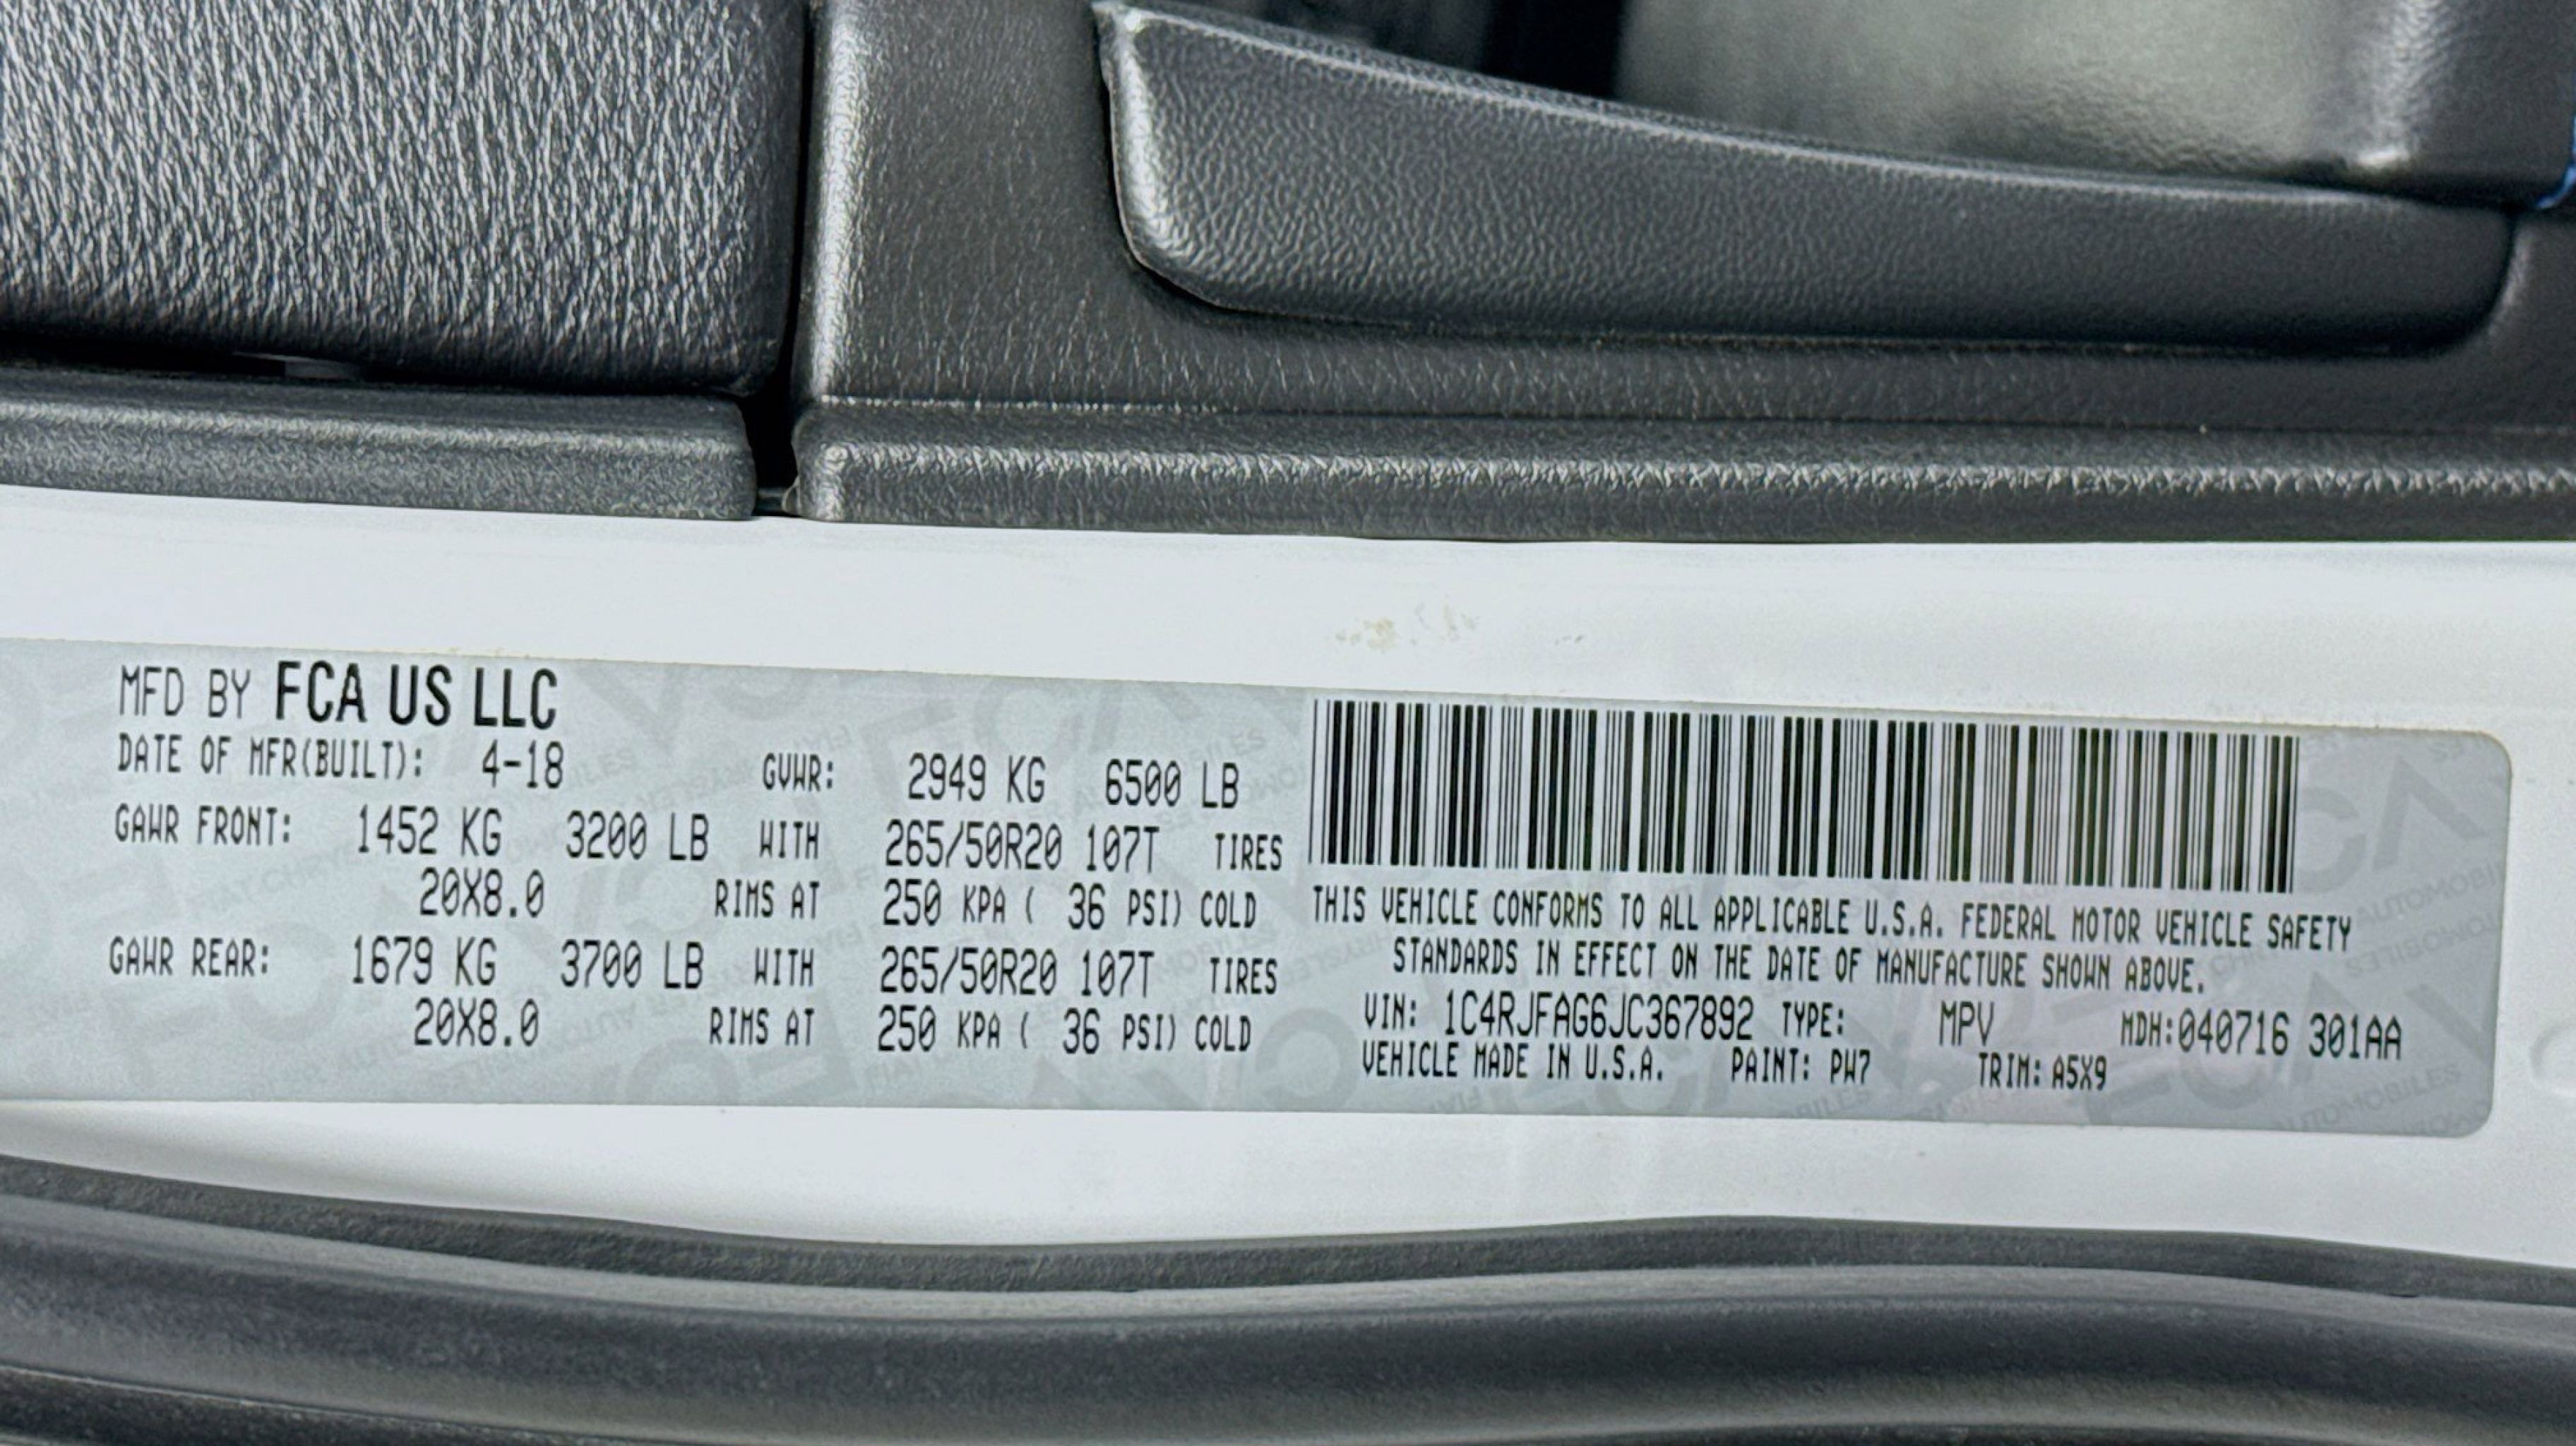 MFD BY FCA US LLC
DATE OF MFR(BUILT): 4-18 GVWR: 2949 KG 6500 LB
GAWR FRONT: 1452 KG 3200 LB WITH 265/50R20 107T TIRES
20X8.0 RIMS AT 250 KPA ( 36 PSI) COLD
GAWR REAR: 1679 KG 3700 LB WITH 265/50R20 107T TIRES
20X8.0 RIMS AT 250 KPA ( 36 PSI) COLD
THIS VEHICLE CONFORMS TO ALL APPLICABLE U.S.A. FEDERAL MOTOR VEHICLE SAFETY
STANDARDS IN EFFECT ON THE DATE OF MANUFACTURE SHOWN ABOVE.
VIN: 1C4RJFAG6JC367892 TYPE: MPV MDH:040716 301AA
VEHICLE MADE IN U.S.A. PAINT: PW7 TRIM: A5X9